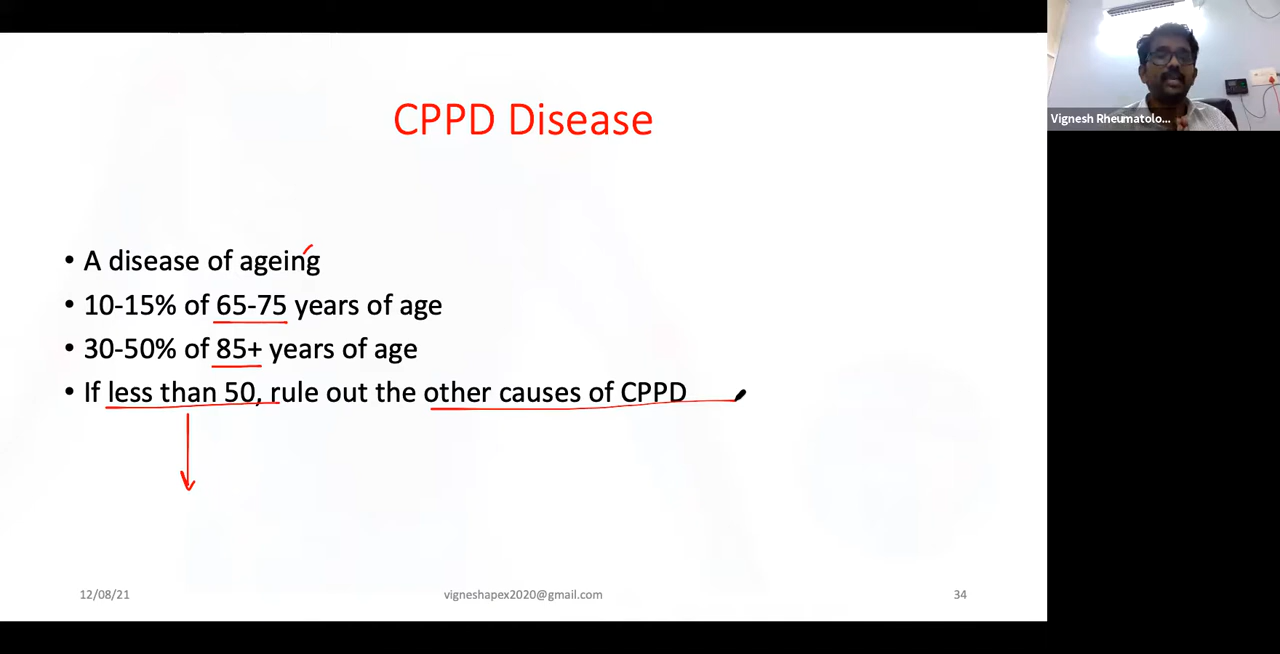 CPPD Disease
Vignesh Rheumatolo...
• A disease of ageing
• 10-15% of 65-75 years of age
• 30-50% of 85+ years of age
• If less than 50, rule out the other causes of CPPD
12/08/21 vigneshapex2020@gmail.com 34